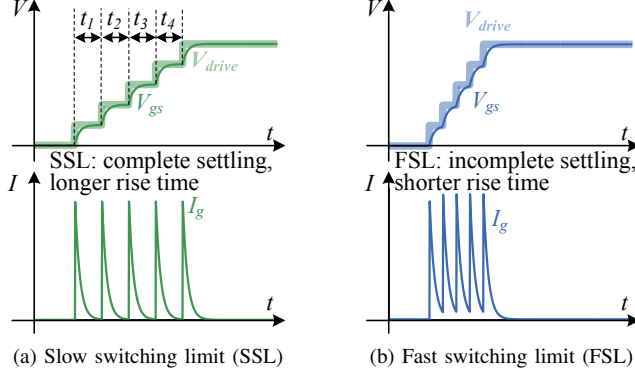 V
t1 t2 t3 t4
Vdrive
Vgs
t
SSL: complete settling,
longer rise time
I
Ig
t
(a) Slow switching limit (SSL)
V
Vdrive
Vgs
t
FSL: incomplete settling,
shorter rise time
I
Ig
t
(b) Fast switching limit (FSL)